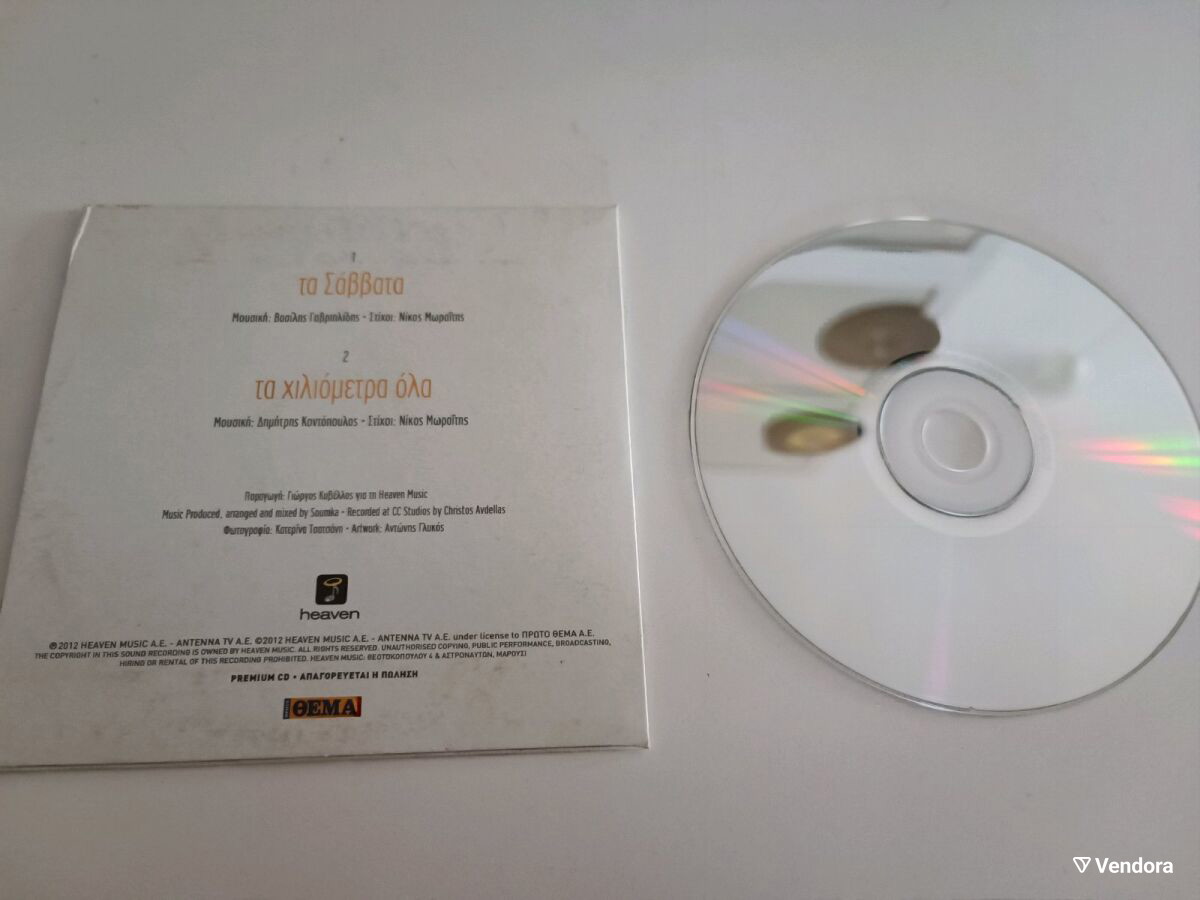 1
τα Σάββατα
Μουσική: Βασίλης Γαβριηλίδης - Στίχοι: Νίκος Μωραΐτης
2
τα χιλιόμετρα όλα
Μουσική: Δημήτρης Κοντόπουλος - Στίχοι: Νίκος Μωραΐτης
Παραγωγή: Γιώργος Κυβέλλος για τη Heaven Music
Music Produced, arranged and mixed by Soumka - Recorded at CC Studios by Christos Avdellas
Φωτογραφία: Κατερίνα Τσατσάνη - Artwork: Αντώνης Γλυκός
heaven
℗2012 HEAVEN MUSIC A.E. - ANTENNA TV A.E. ©2012 HEAVEN MUSIC A.E. - ANTENNA TV A.E. under license to ΠΡΩΤΟ ΘΕΜΑ Α.Ε.
THE COPYRIGHT IN THIS SOUND RECORDING IS OWNED BY HEAVEN MUSIC. ALL RIGHTS RESERVED. UNAUTHORISED COPYING, PUBLIC PERFORMANCE, BROADCASTING,
HIRING OR RENTAL OF THIS RECORDING PROHIBITED. HEAVEN MUSIC: ΘΕΟΤΟΚΟΠΟΥΛΟΥ 4 & ΑΣΤΡΟΝΑΥΤΩΝ, ΜΑΡΟΥΣΙ
PREMIUM CD • ΑΠΑΓΟΡΕΥΕΤΑΙ Η ΠΩΛΗΣΗ
ΘΕΜΑ
Vendora